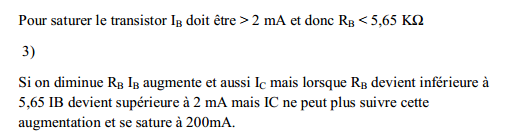 Pour saturer le transistor IB doit être > 2 mA et donc RB < 5,65 KΩ
3)
Si on diminue RB IB augmente et aussi IC mais lorsque RB devient inférieure à
5,65 IB devient supérieure à 2 mA mais IC ne peut plus suivre cette
augmentation et se sature à 200mA.